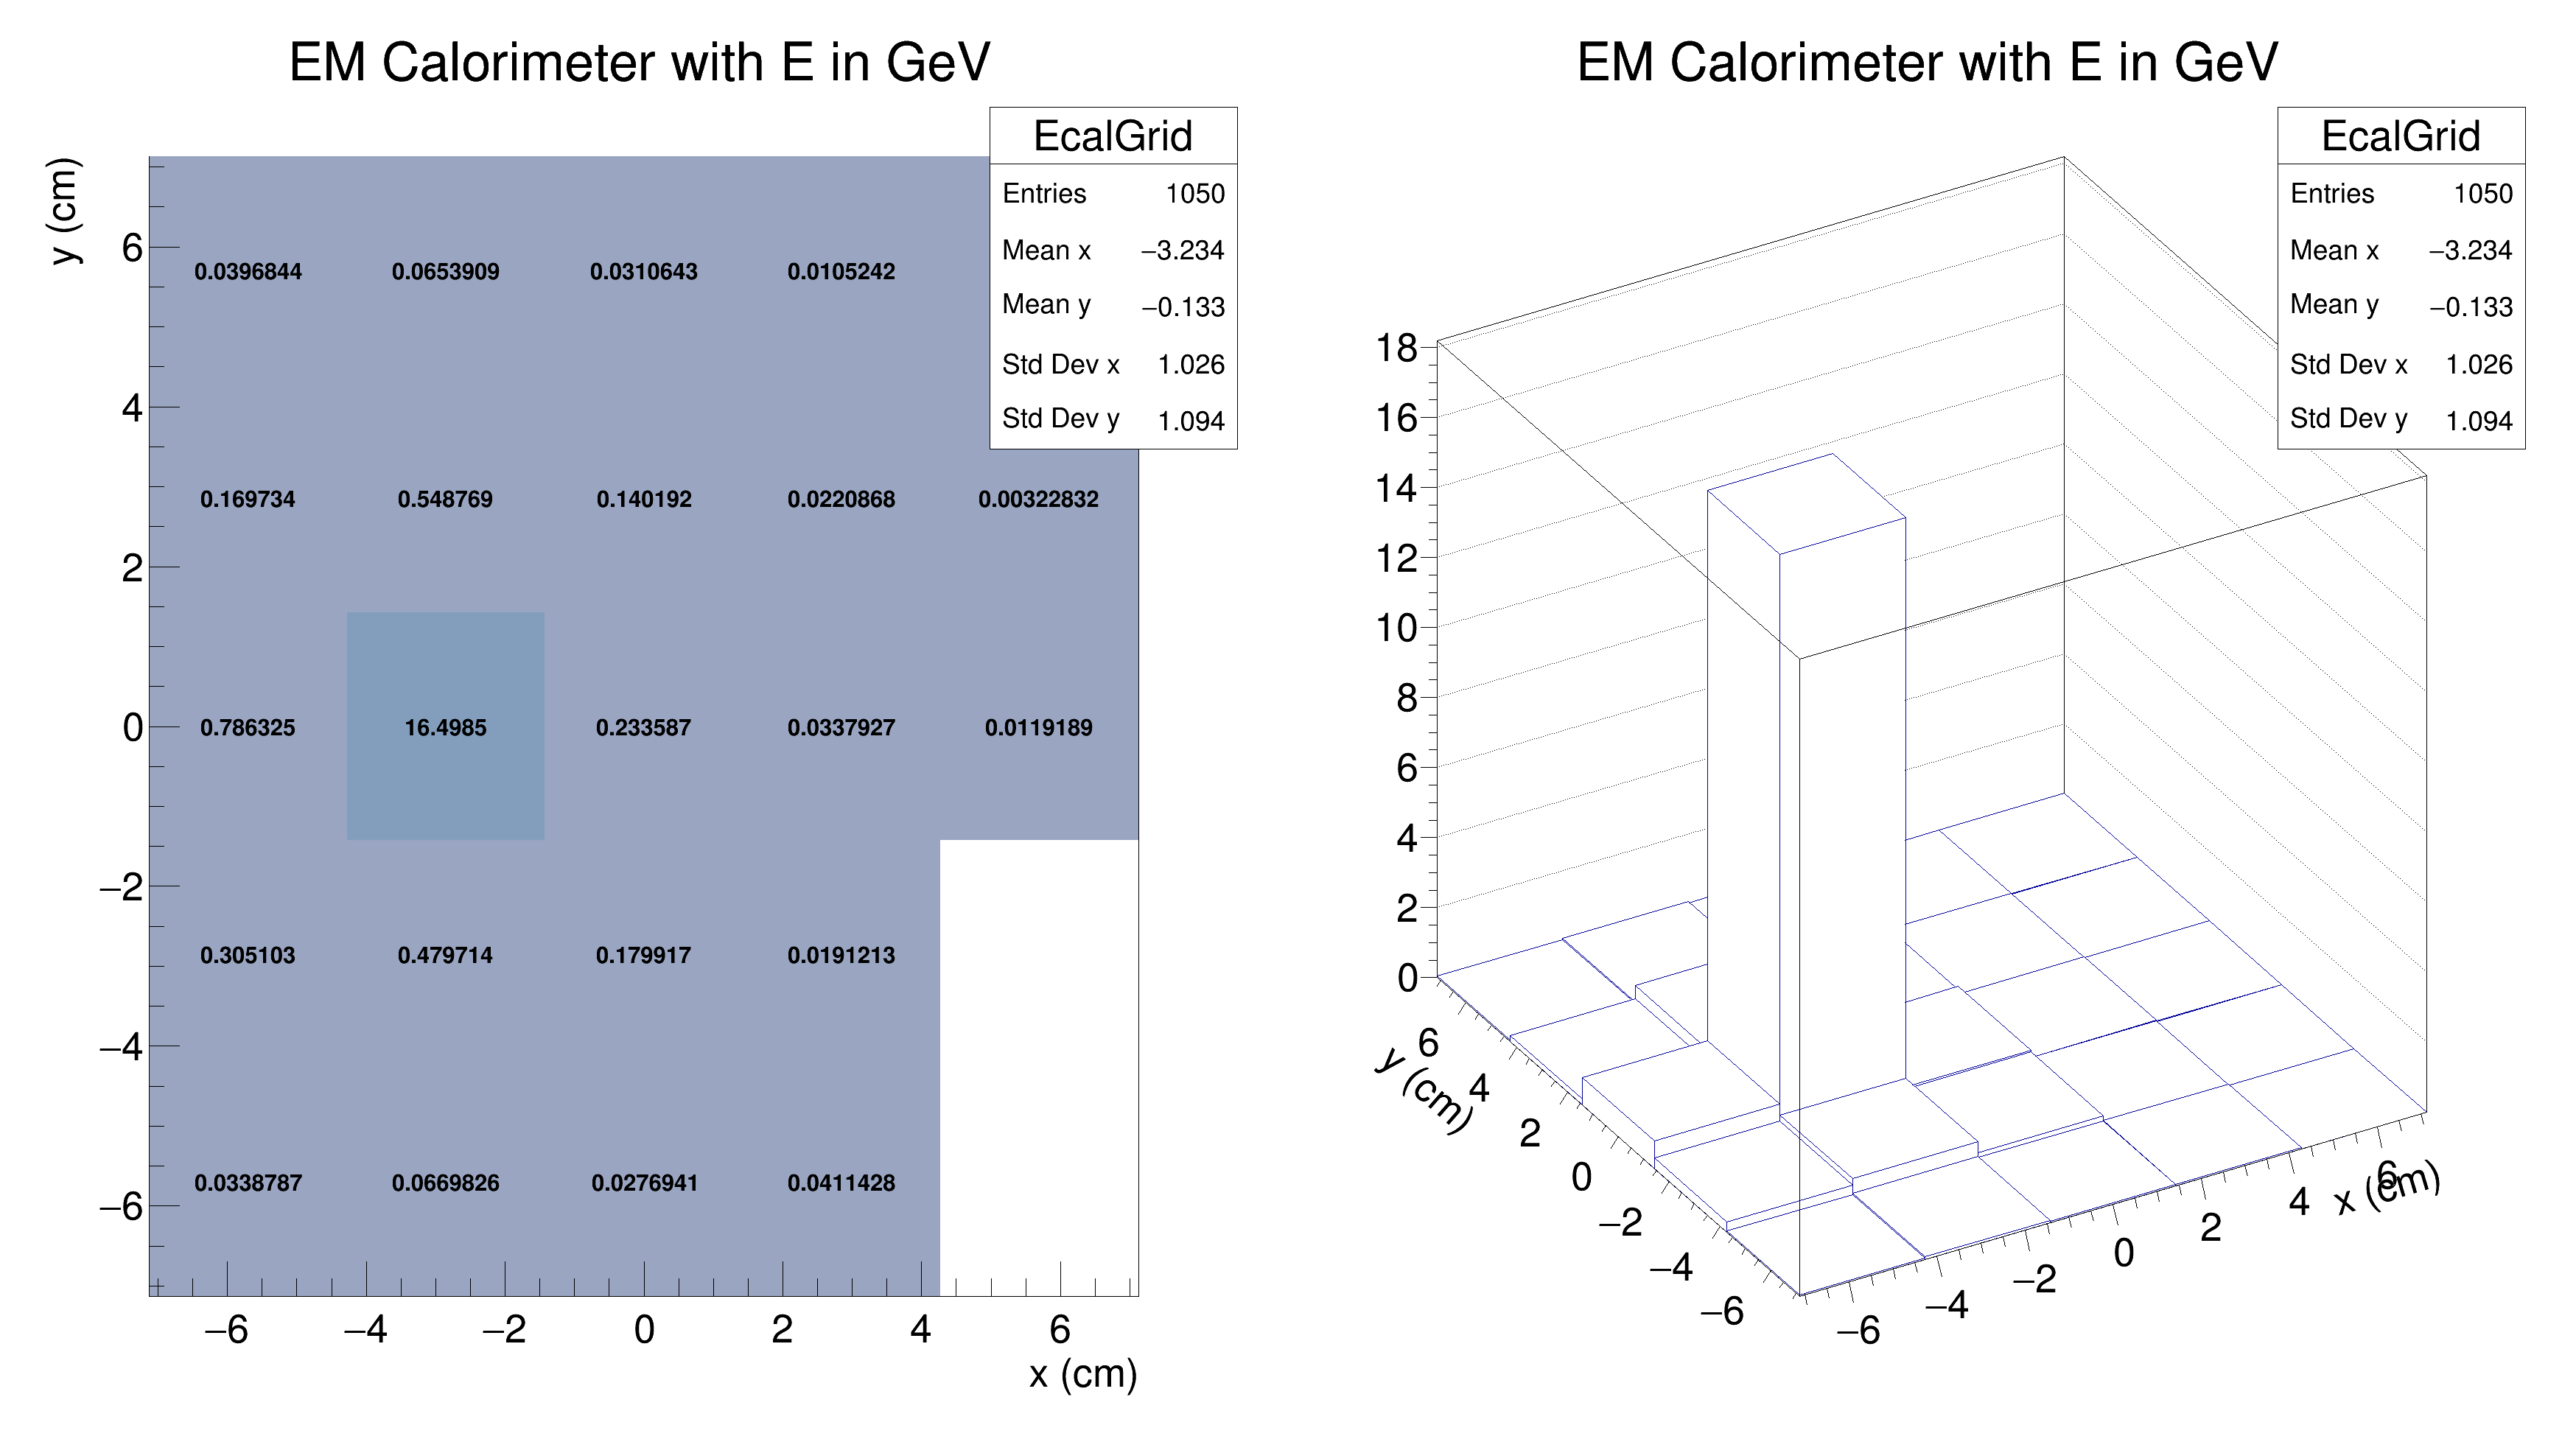 EM Calorimeter with E in GeV
EcalGrid
Entries 1050
Mean x −3.234
Mean y −0.133
Std Dev x 1.026
Std Dev y 1.094
y (cm)
6
4
2
0
−2
−4
−6
0.0396844 0.0653909 0.0310643 0.0105242
0.169734 0.548769 0.140192 0.0220868 0.00322832
0.786325 16.4985 0.233587 0.0337927 0.0119189
0.305103 0.479714 0.179917 0.0191213
0.0338787 0.0669826 0.0276941 0.0411428
−6 −4 −2 0 2 4 6
x (cm)
EM Calorimeter with E in GeV
EcalGrid
Entries 1050
Mean x −3.234
Mean y −0.133
Std Dev x 1.026
Std Dev y 1.094
18
16
14
12
10
8
6
4
2
0
6
4
2
0
−2
−4
−6
y (cm)
−6
−4
−2
0
2
4
6
x (cm)